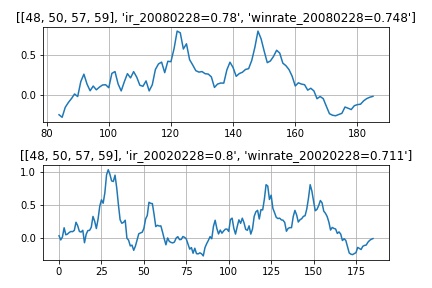 [[48, 50, 57, 59], 'ir_20080228=0.78', 'winrate_20080228=0.748']
0.5
0.0
80 100 120 140 160 180
[[48, 50, 57, 59], 'ir_20020228=0.8', 'winrate_20020228=0.711']
1.0
0.5
0.0
0 25 50 75 100 125 150 175